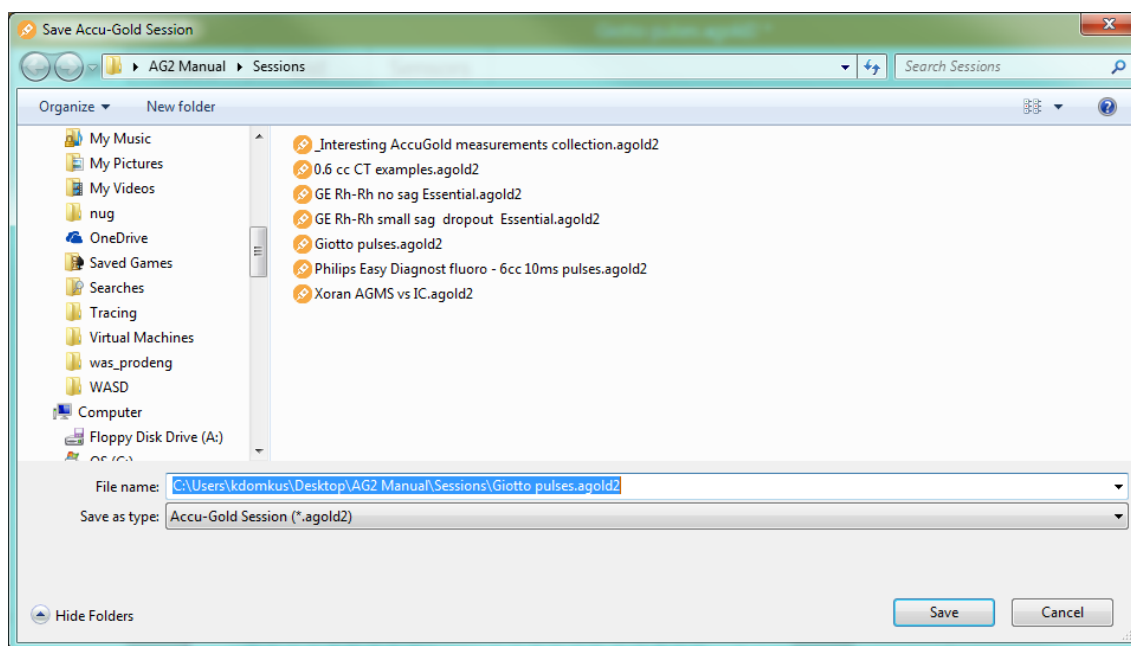 Save Accu-Gold Session
AG2 Manual Sessions
Search Sessions
Organize
New folder
My Music
My Pictures
My Videos
nug
OneDrive
Saved Games
Searches
Tracing
Virtual Machines
was_prodeng
WASD
Computer
Floppy Disk Drive (A:)
OS (C:)
_Interesting AccuGold measurements collection.agold2
0.6 cc CT examples.agold2
GE Rh-Rh no sag Essential.agold2
GE Rh-Rh small sag  dropout  Essential.agold2
Giotto pulses.agold2
Philips Easy Diagnost fluoro - 6cc 10ms pulses.agold2
Xoran AGMS vs IC.agold2
File name: C:\Users\kdomkus\Desktop\AG2 Manual\Sessions\Giotto pulses.agold2
Save as type: Accu-Gold Session (*.agold2)
Hide Folders
Save
Cancel